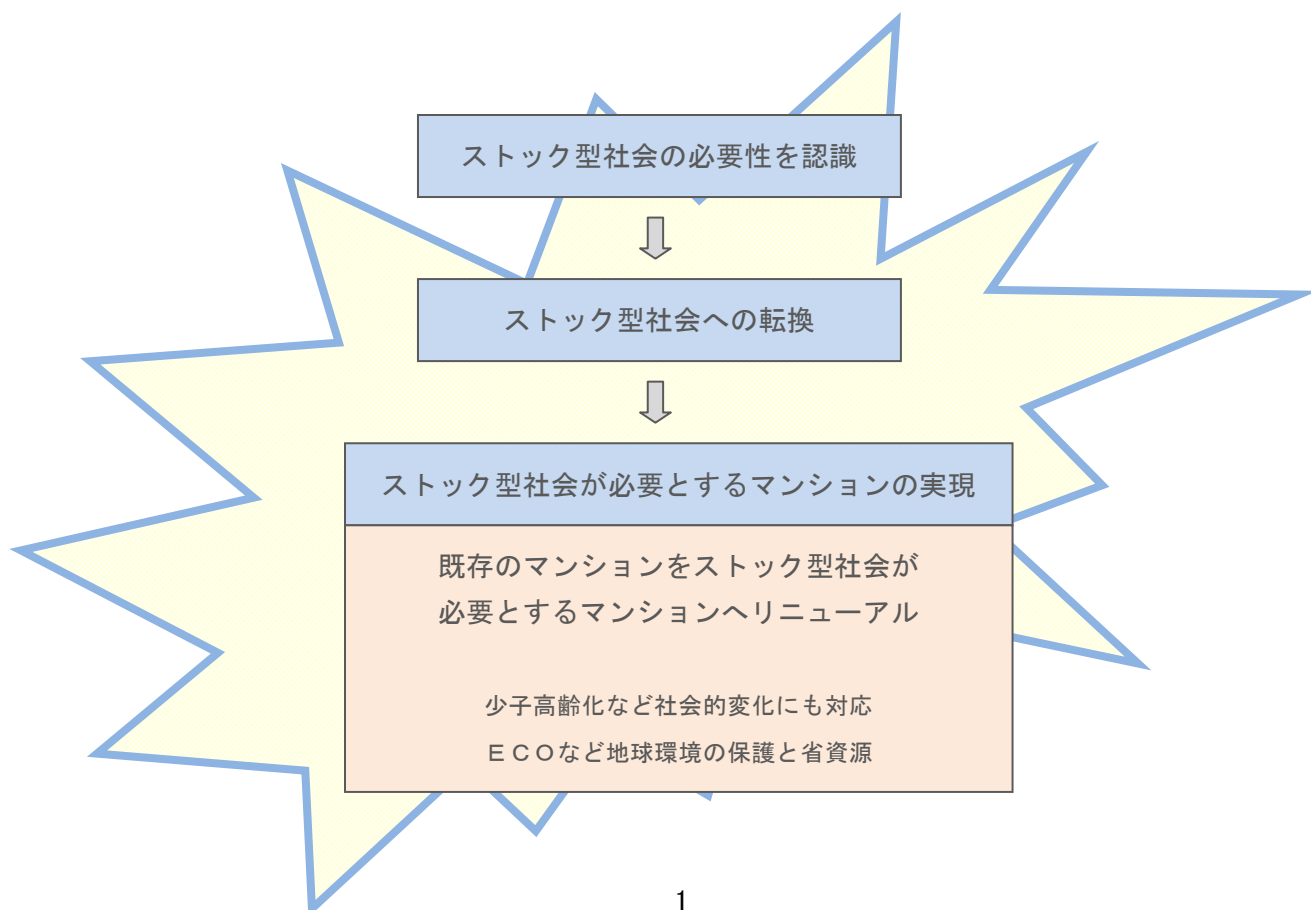 ストック型社会の必要性を認識
ストック型社会への転換
ストック型社会が必要とするマンションの実現
既存のマンションをストック型社会が
必要とするマンションへリニューアル
少子高齢化など社会的変化にも対応
ＥＣＯなど地球環境の保護と省資源
1